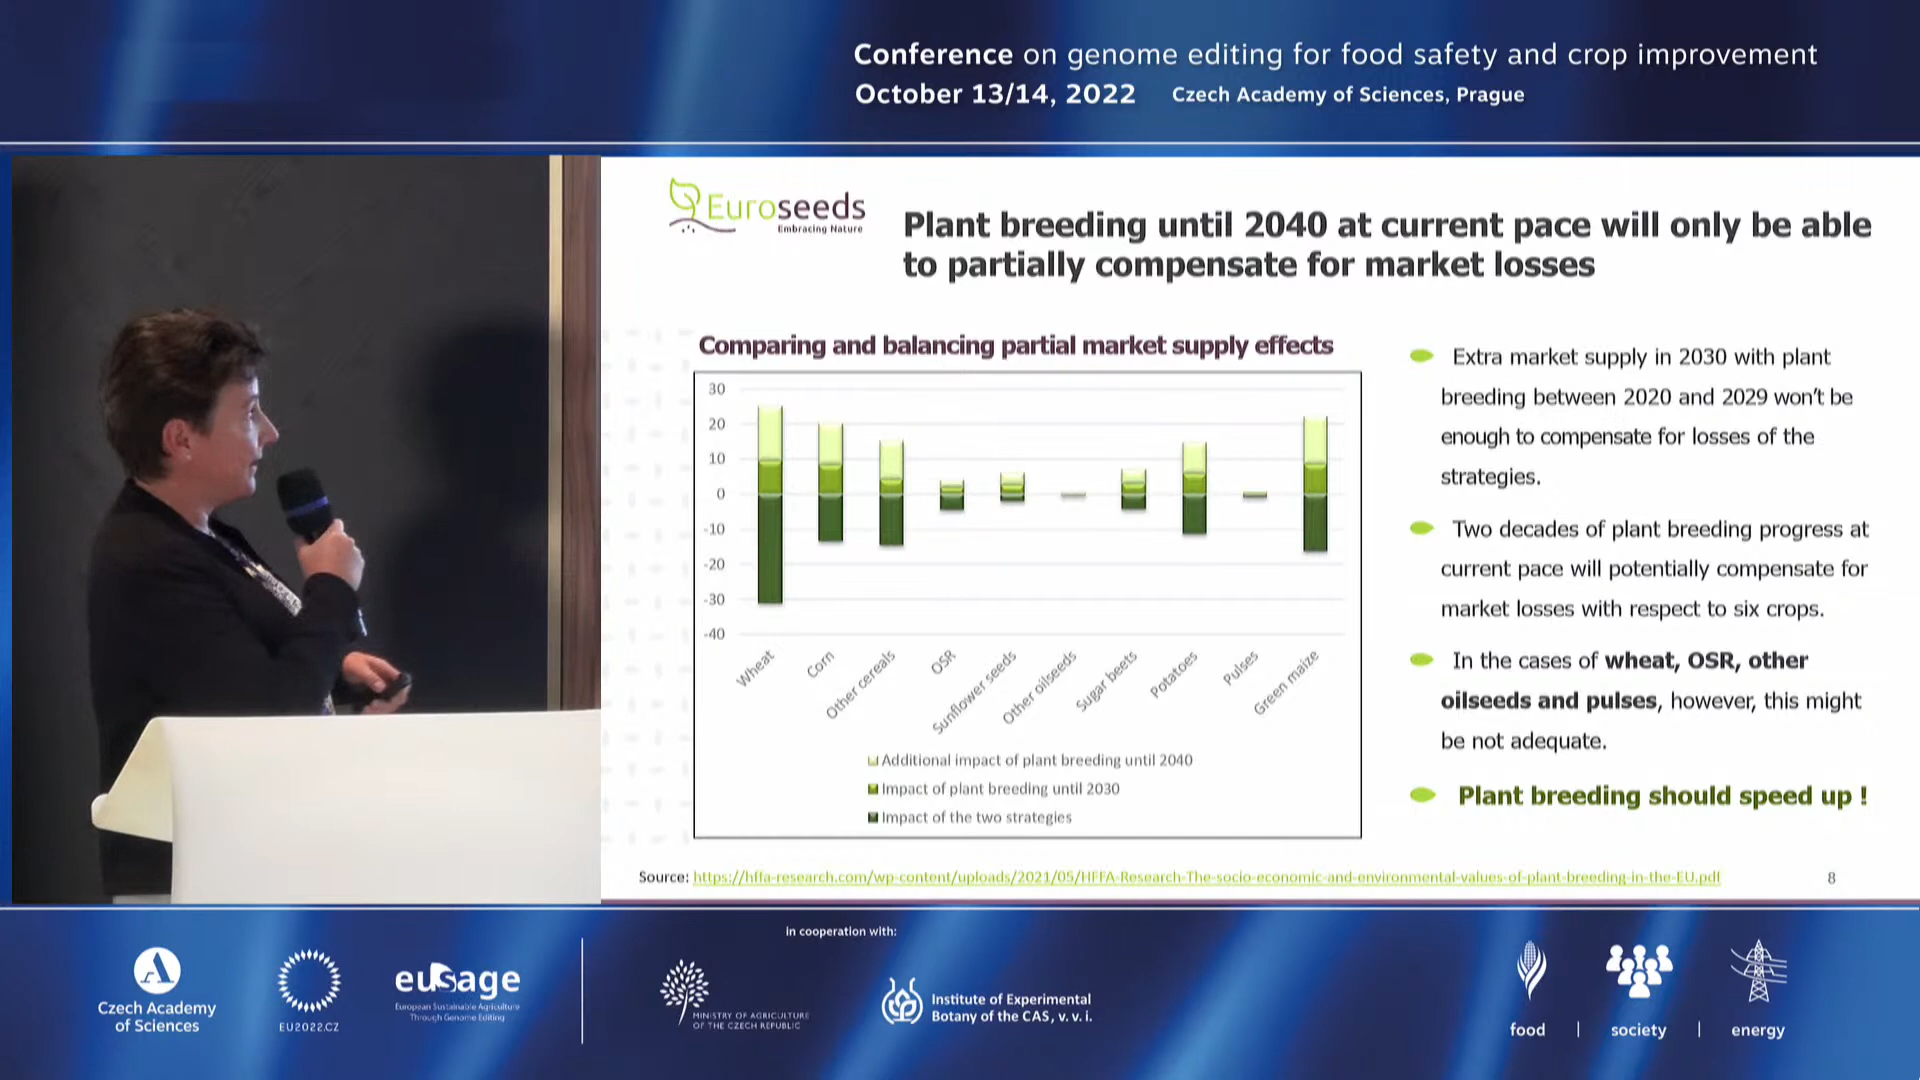 Conference on genome editing for food safety and crop improvement
October 13/14, 2022 Czech Academy of Sciences, Prague
Euroseeds
Embracing Nature
Plant breeding until 2040 at current pace will only be able
to partially compensate for market losses
Comparing and balancing partial market supply effects
30
20
10
0
-10
-20
-30
-40
Wheat
Corn
Other cereals
OSR
Sunflower seeds
Other oilseeds
Sugar beets
Potatoes
Pulses
Green maize
Additional impact of plant breeding until 2040
Impact of plant breeding until 2030
Impact of the two strategies
Extra market supply in 2030 with plant
breeding between 2020 and 2029 won't be
enough to compensate for losses of the
strategies.
Two decades of plant breeding progress at
current pace will potentially compensate for
market losses with respect to six crops.
In the cases of wheat, OSR, other
oilseeds and pulses, however, this might
be not adequate.
Plant breeding should speed up !
Source: https://hffa-research.com/wp-content/uploads/2021/05/HFFA-Research-The-socio-economic-and-environmental-values-of-plant-breeding-in-the-EU.pdf
8
in cooperation with:
Czech Academy
of Sciences
EU2022.CZ
eusage
European Sustainable Agriculture
Through Genome Editing
MINISTRY OF AGRICULTURE
OF THE CZECH REPUBLIC
Institute of Experimental
Botany of the CAS, v. v. i.
food | society | energy